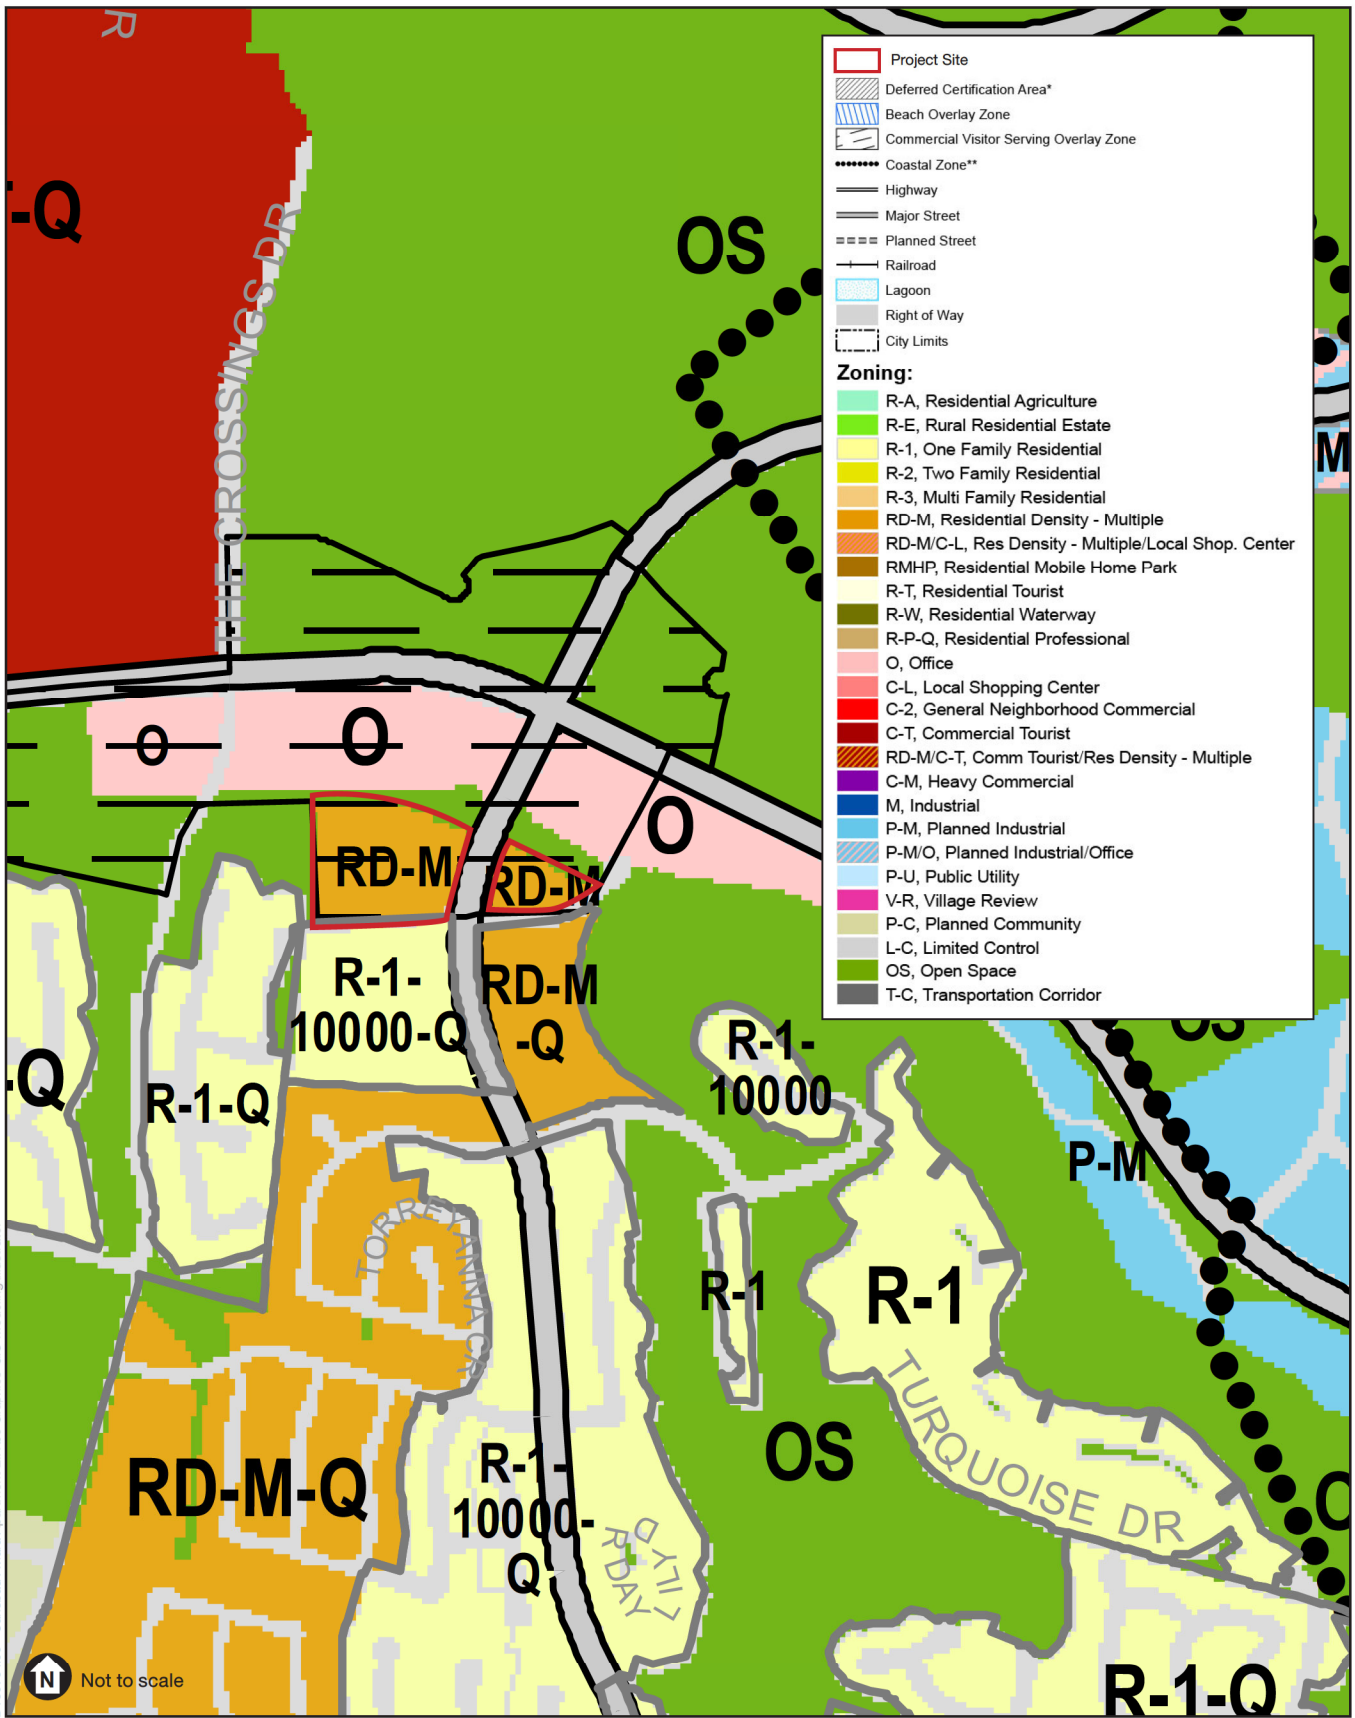 R
-Q
THE CROSSINGS DR
OS
Project Site
Deferred Certification Area*
Beach Overlay Zone
Commercial Visitor Serving Overlay Zone
Coastal Zone**
Highway
Major Street
Planned Street
Railroad
Lagoon
Right of Way
City Limits
Zoning:
R-A, Residential Agriculture
R-E, Rural Residential Estate
R-1, One Family Residential
R-2, Two Family Residential
R-3, Multi Family Residential
RD-M, Residential Density - Multiple
RD-M/C-L, Res Density - Multiple/Local Shop. Center
RMHP, Residential Mobile Home Park
R-T, Residential Tourist
R-W, Residential Waterway
R-P-Q, Residential Professional
O, Office
C-L, Local Shopping Center
C-2, General Neighborhood Commercial
C-T, Commercial Tourist
RD-M/C-T, Comm Tourist/Res Density - Multiple
C-M, Heavy Commercial
M, Industrial
P-M, Planned Industrial
P-M/O, Planned Industrial/Office
P-U, Public Utility
V-R, Village Review
P-C, Planned Community
L-C, Limited Control
OS, Open Space
T-C, Transportation Corridor
M
O
O
O
RD-M
RD-M
R-1-
10000-Q
RD-M
-Q
R-1-
10000
OS
-Q
R-1-Q
P-M
TORREYANNA CR
R-1
R-1
TURQUOISE DR
OS
RD-M-Q
R-1-
10000-
Q
O
R-1-Q
N
Not to scale